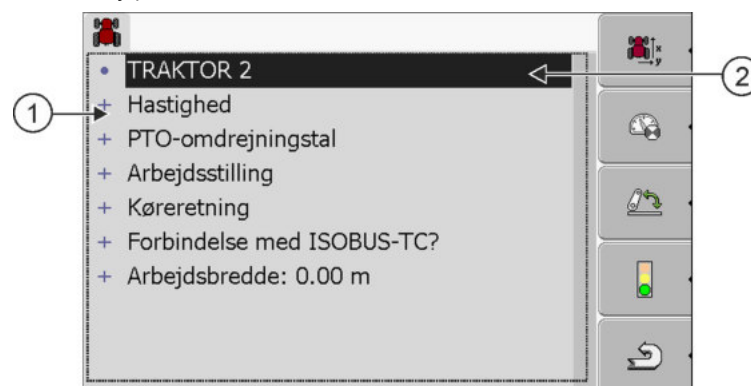 TRAKTOR 2
Hastighed
PTO-omdrejningstal
Arbejdsstilling
Køreretning
Forbindelse med ISOBUS-TC?
Arbejdsbredde: 0.00 m
x
y
1
2